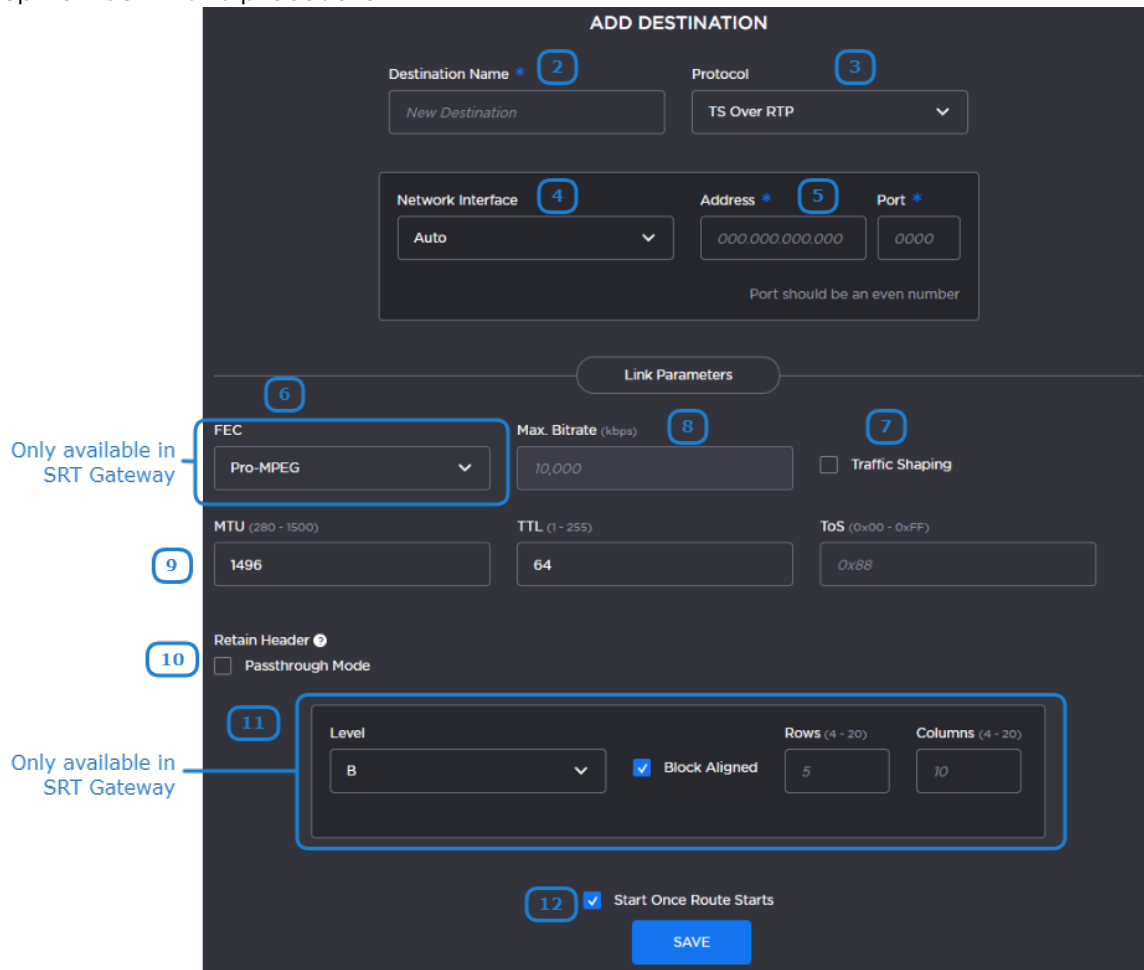 ADD DESTINATION
Destination Name * 2 Protocol 3
New Destination TS Over RTP
Network Interface 4 Address * 5 Port *
Auto 000.000.000.000 0000
Port should be an even number
Link Parameters
6
FEC Max. Bitrate (kbps) 8 7
Only available in
SRT Gateway
Pro-MPEG 10,000 Traffic Shaping
MTU (280 - 1500) TTL (1 - 255) ToS (0x00 - 0xFF)
9 1496 64 0x88
Retain Header ?
10 Passthrough Mode
11
Level Rows (4 - 20) Columns (4 - 20)
Only available in
SRT Gateway
B Block Aligned 5 10
12 Start Once Route Starts
SAVE